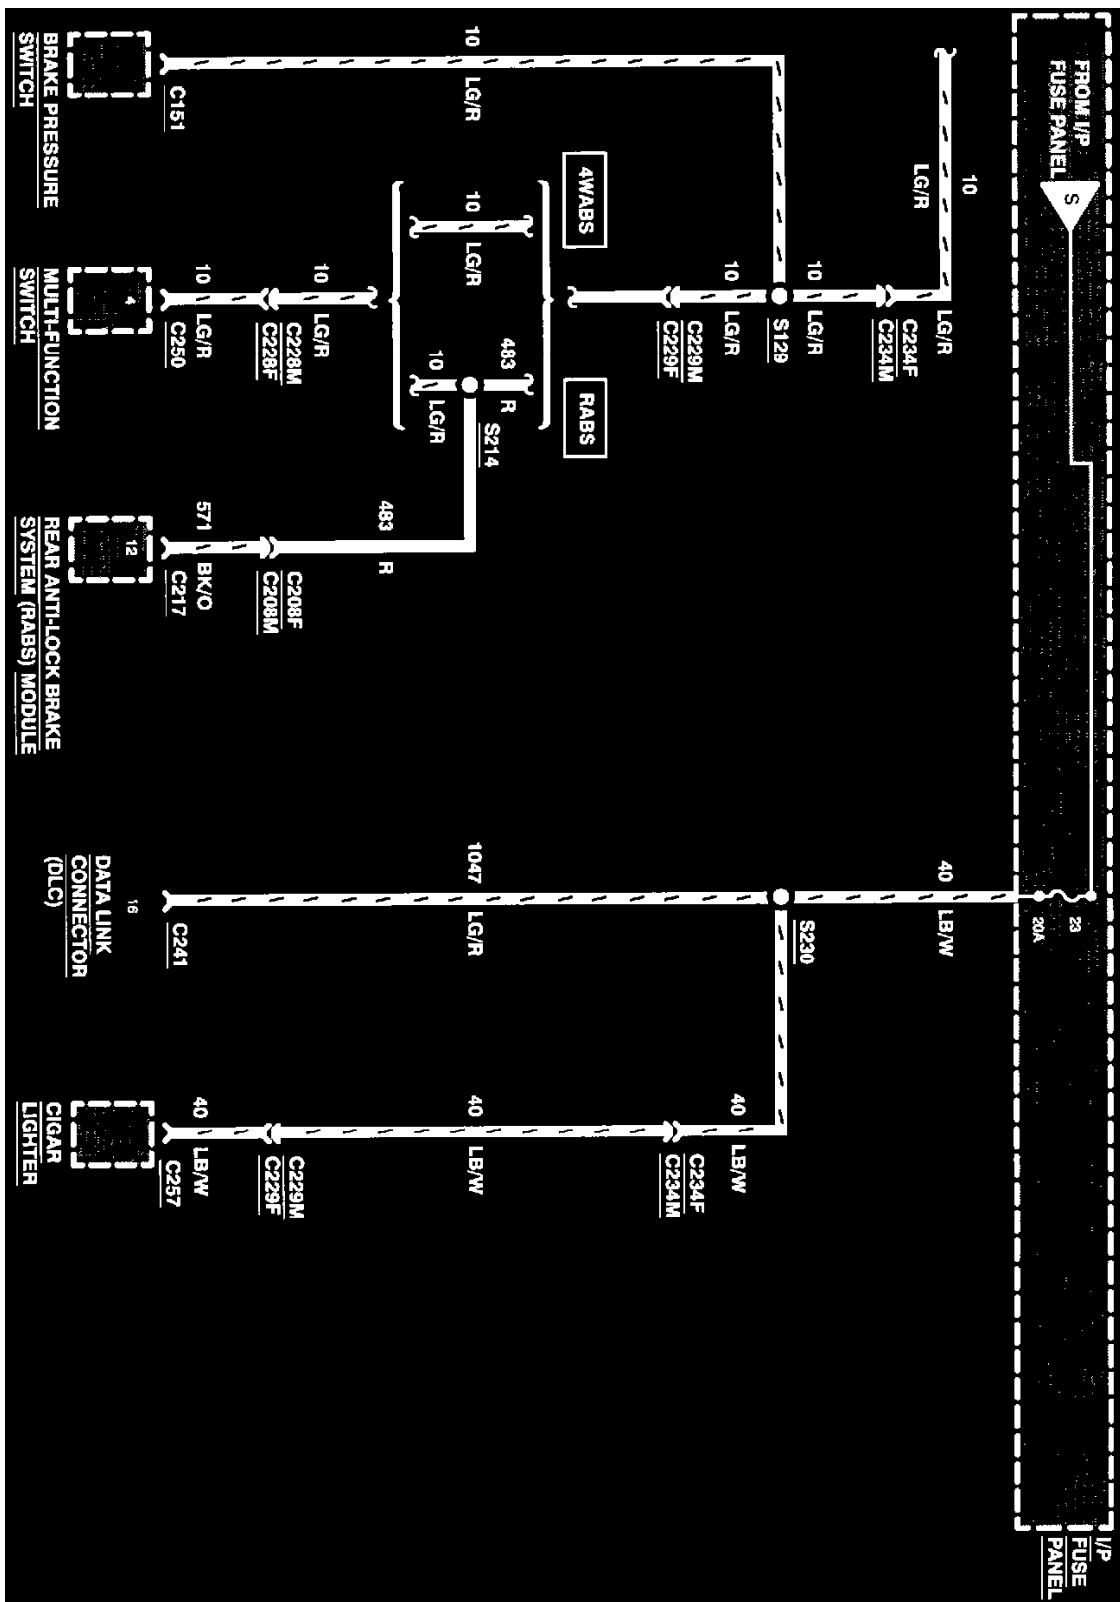 I/P
FUSE
PANEL
FROM I/P
FUSE PANEL
S
23
20A
10
LG/R
LG/R
C234F
C234M
10
LG/R
S129
10
LG/R
C229M
C229F
4WABS
RABS
10
LG/R
483
R
S214
10
LG/R
10
LG/R
C228M
C228F
10
LG/R
C250
4
MULTI-FUNCTION
SWITCH
10
LG/R
C151
BRAKE PRESSURE
SWITCH
483
R
C208F
C208M
571
BK/O
C217
12
REAR ANTI-LOCK BRAKE
SYSTEM (RABS) MODULE
40
LB/W
S230
1047
LG/R
C241
16
DATA LINK
CONNECTOR
(DLC)
40
LB/W
C234F
C234M
40
LB/W
C229M
C229F
40
LB/W
C257
CIGAR
LIGHTER